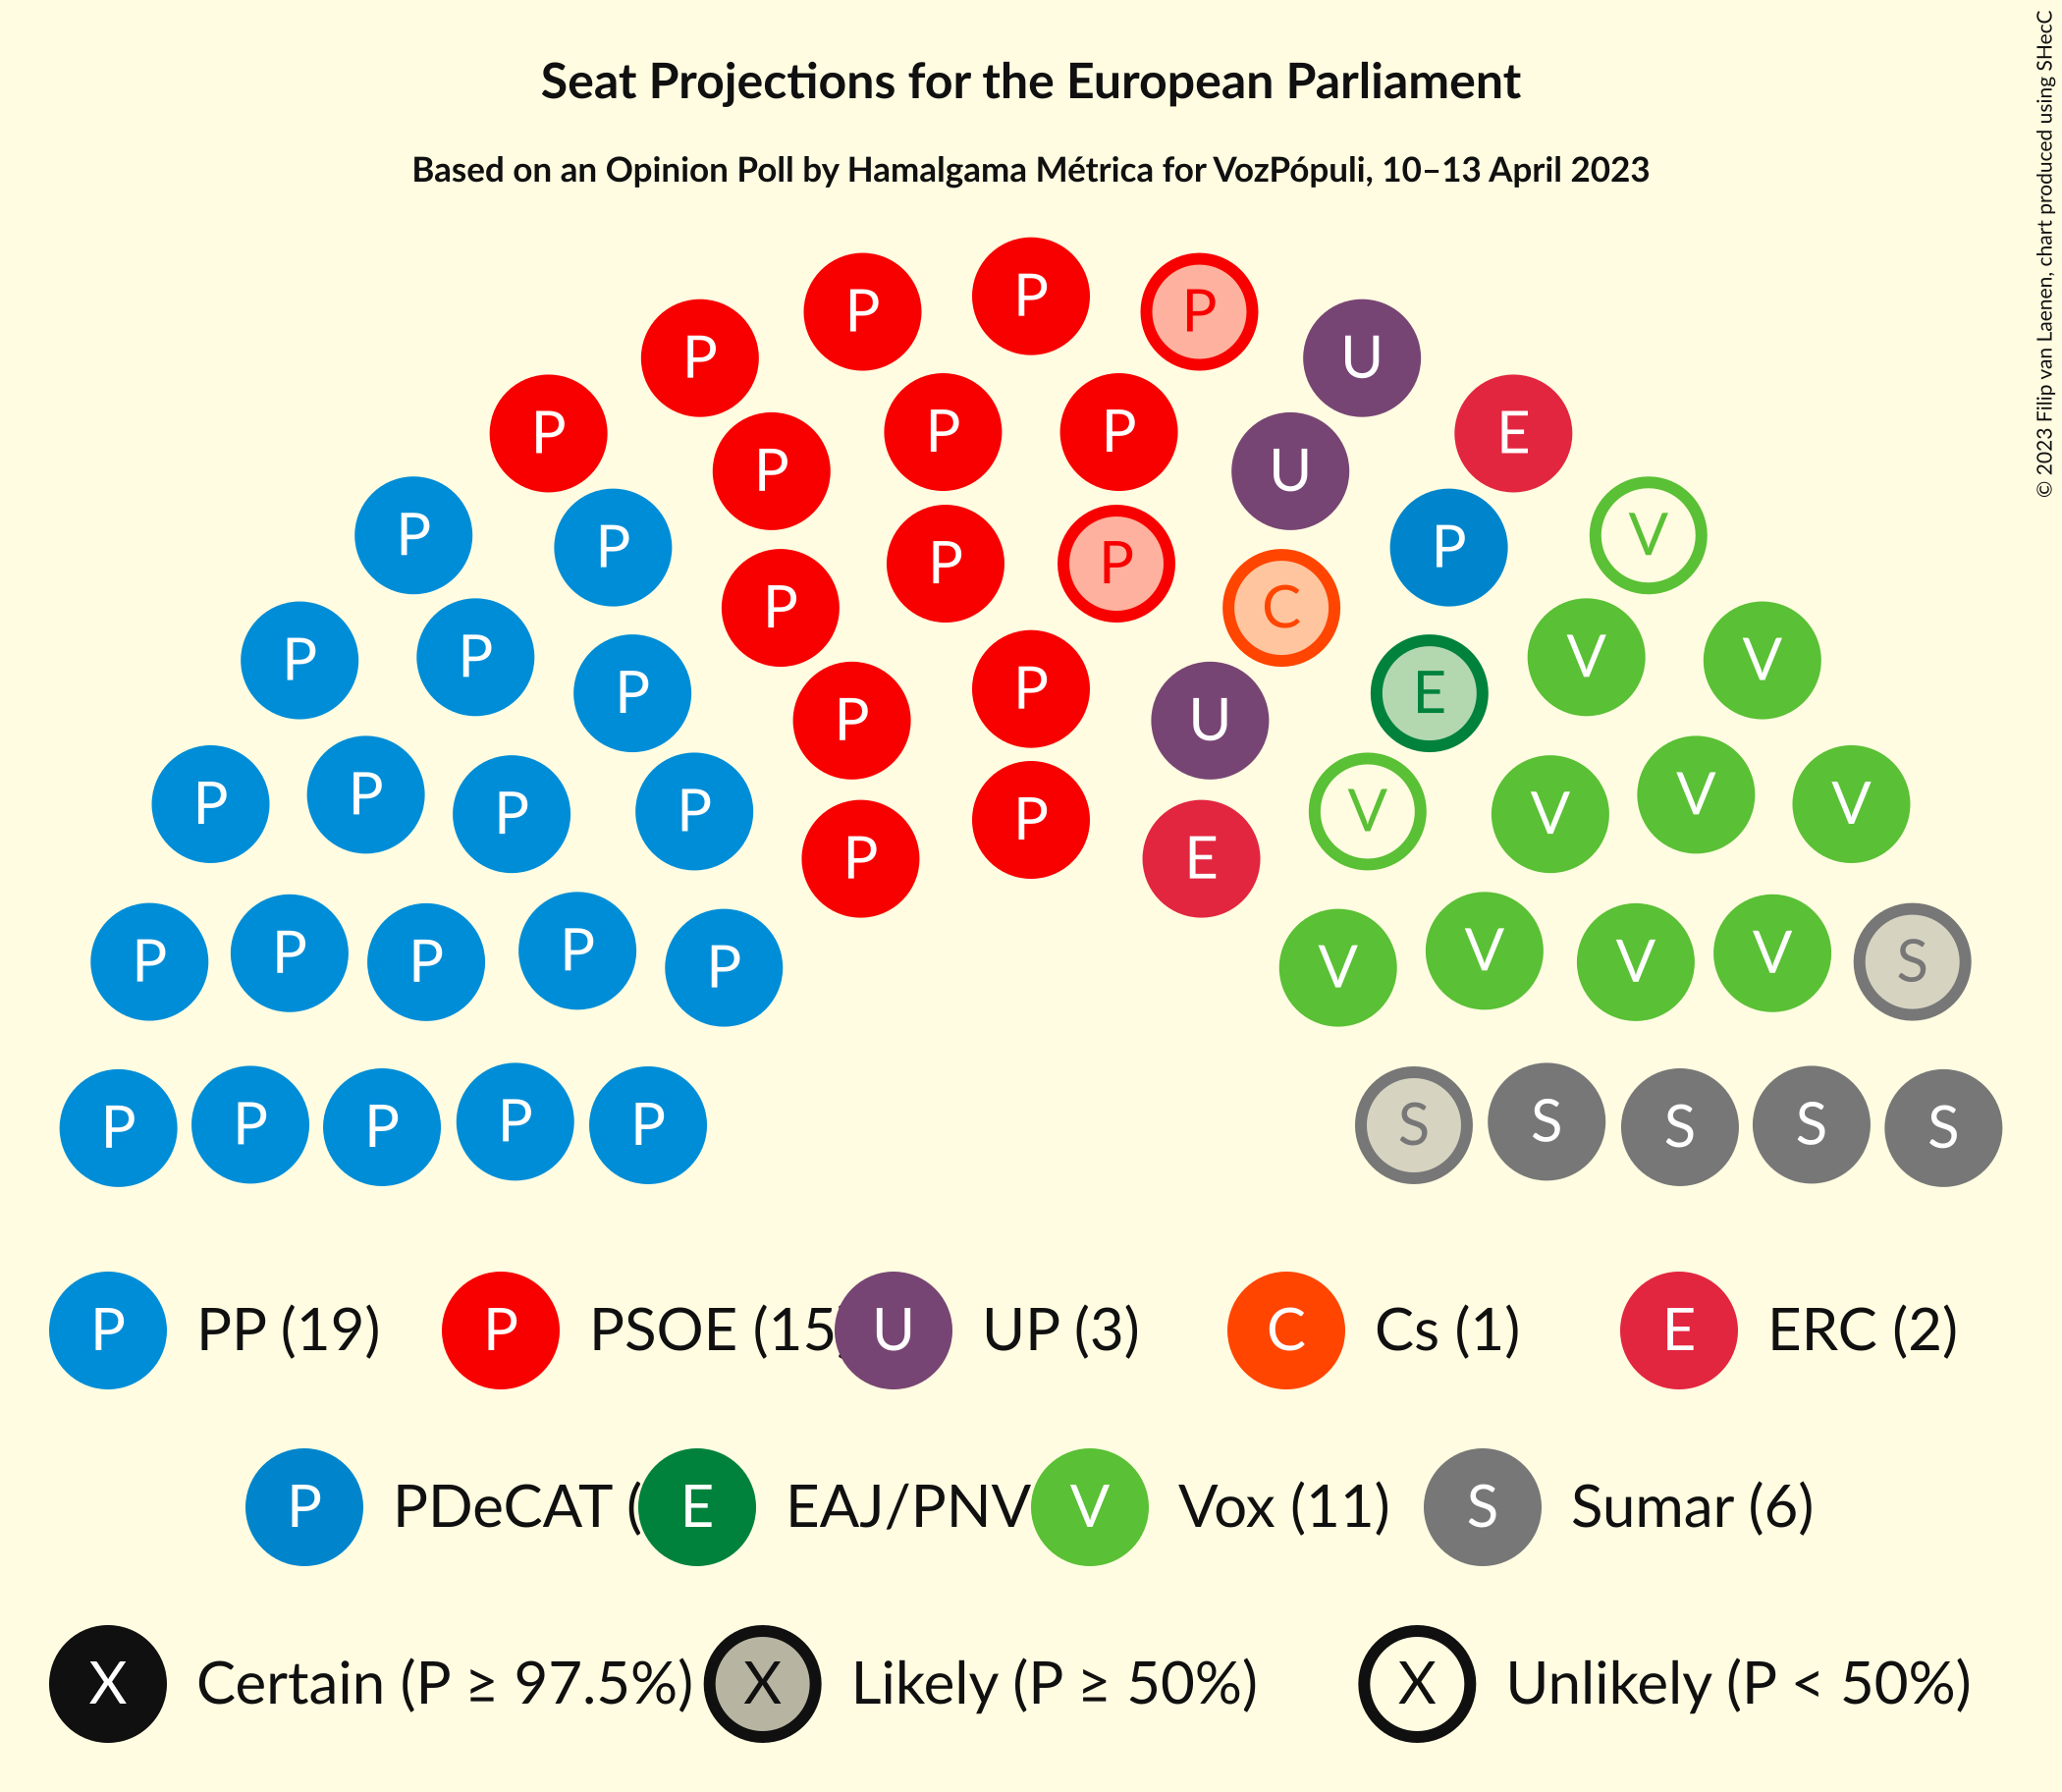 Seat Projections for the European Parliament
Based on an Opinion Poll by Hamalgama Métrica for VozPópuli, 10–13 April 2023
© 2023 Filip van Laenen, chart produced using SHecC
P
P P
P U
P P
P E
P U
P P
P P V
P P
P C
P P
P E V V
P P
P U
P P P P V V V V
P P
P E
P P P P P V V V V S
P P P P P S S S S S
P PP (19) P PSOE (15 U UP (3) C Cs (1) E ERC (2)
P PDeCAT ( E EAJ/PNV V Vox (11) S Sumar (6)
X Certain (P ≥ 97.5%) X Likely (P ≥ 50%) X Unlikely (P < 50%)